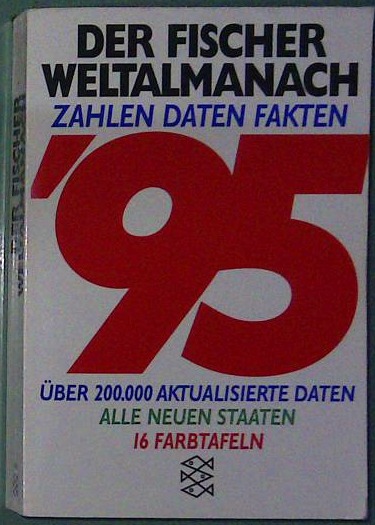 DER FISCHER
WELTALMANACH
ZAHLEN DATEN FAKTEN
'95
ÜBER 200.000 AKTUALISIERTE DATEN
ALLE NEUEN STAATEN
16 FARBTAFELN